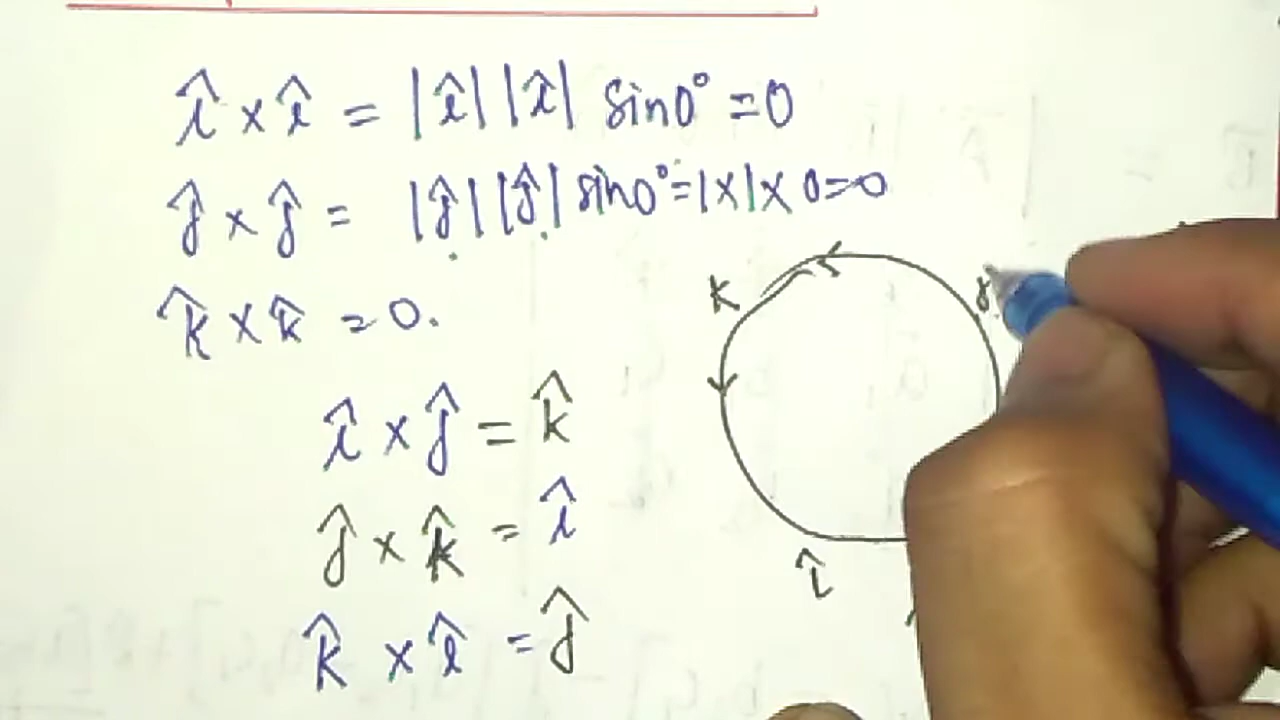 î × î = |î| |î| sin0° = 0
ĵ × ĵ = |ĵ| |ĵ| sin0° = 1 × 1 × 0 = 0
k̂ × k̂ = 0.
î × ĵ = k̂
ĵ × k̂ = î
k̂ × î = ĵ
k
î